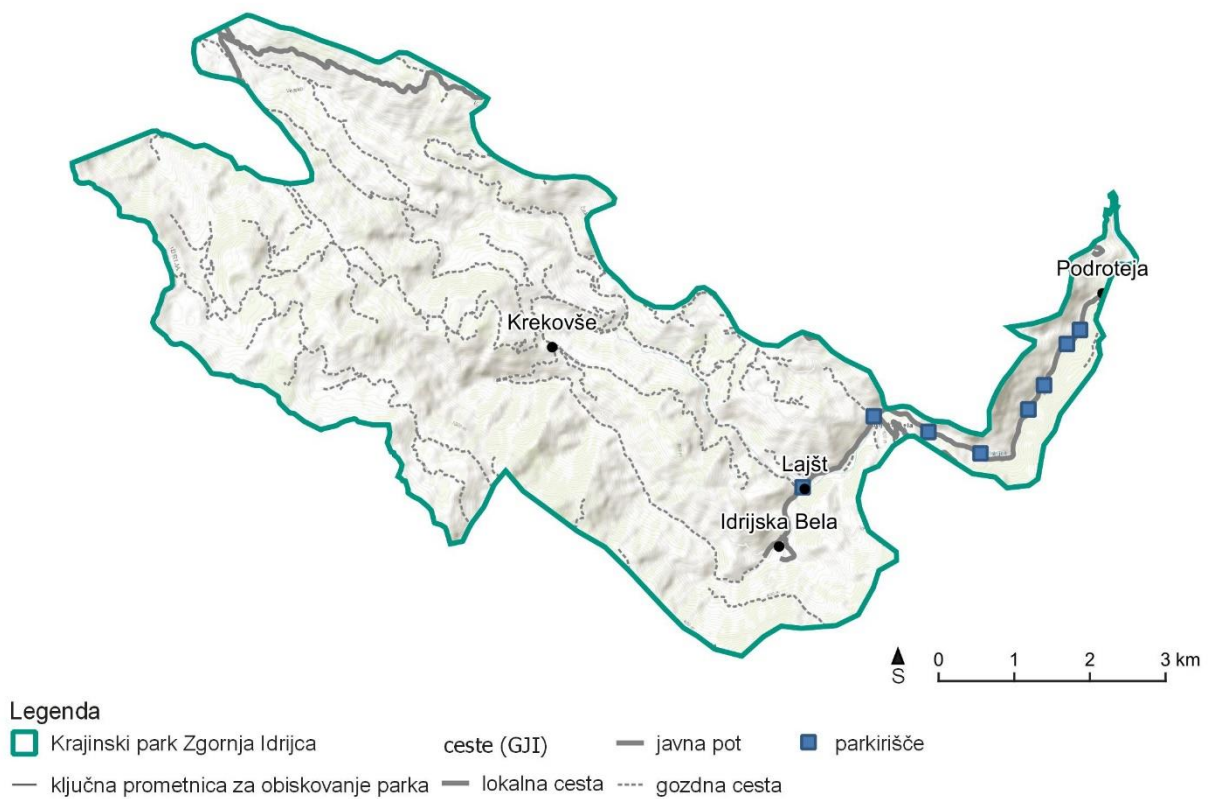 Podroteja
Krekovše
Lajšt
Idrijska Bela
S
0 1 2 3 km
Legenda
Krajinski park Zgornja Idrijca
ceste (GJI)
javna pot
parkirišče
ključna prometnica za obiskovanje parka
lokalna cesta
gozdna cesta